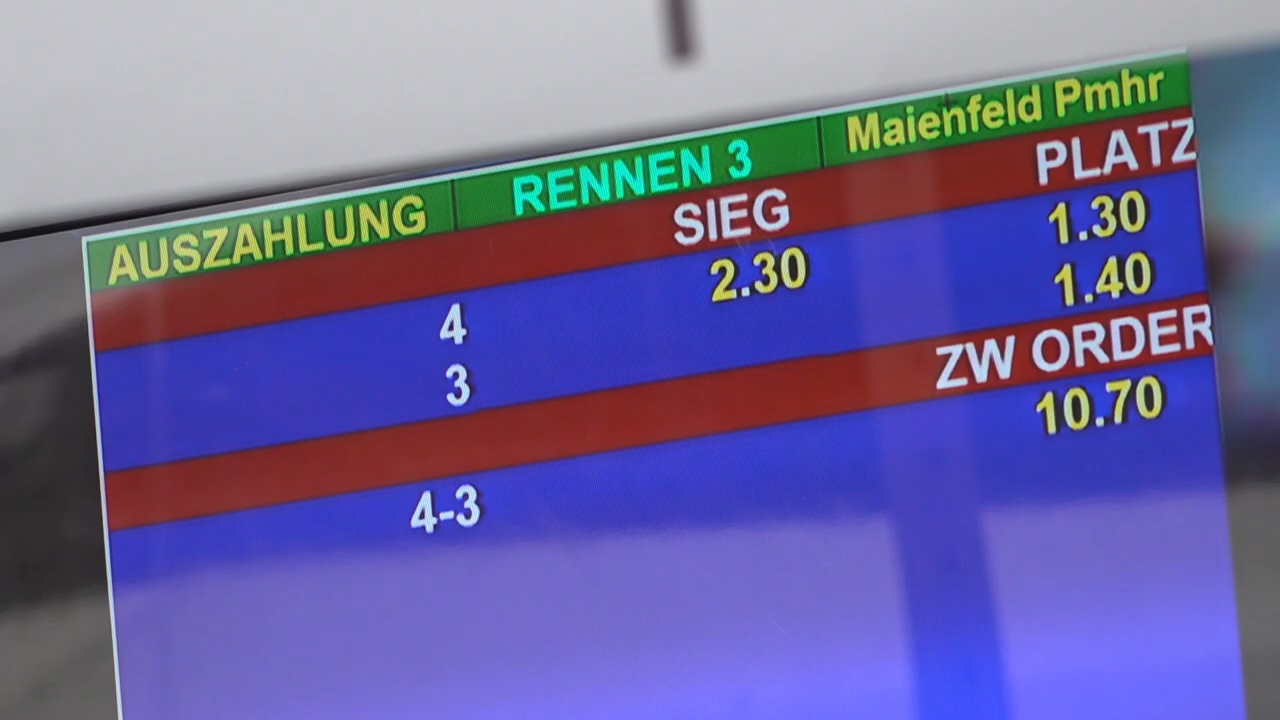 AUSZAHLUNG RENNEN 3 Maienfeld Pmhr
SIEG PLATZ
4 2.30 1.30
3 1.40
ZW ORDER
4-3 10.70